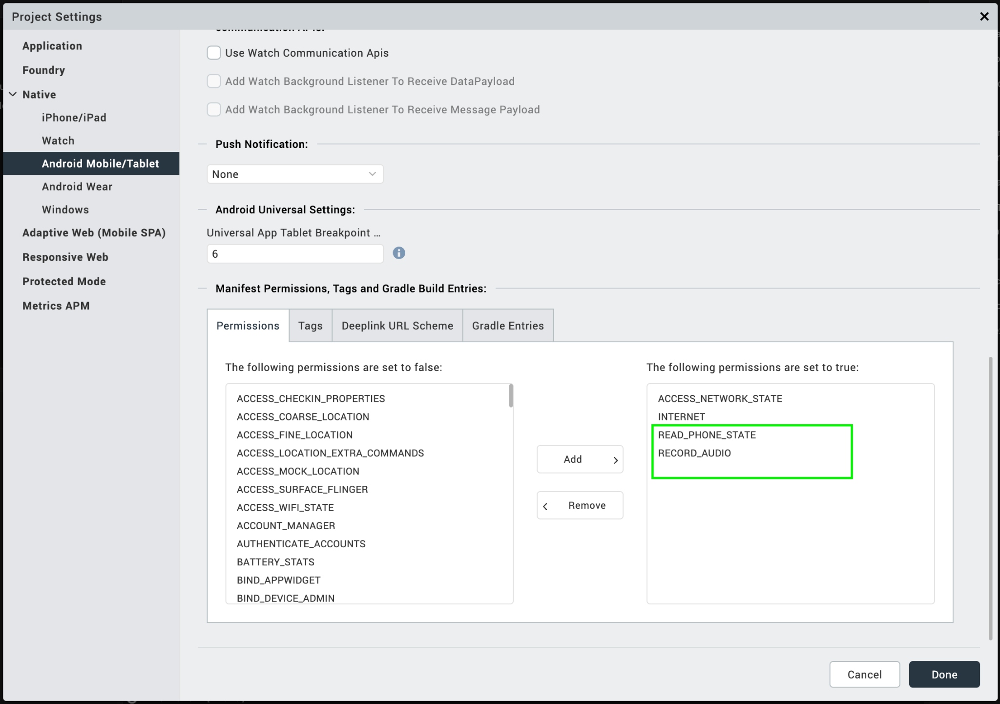 Project Settings
Application
Foundry
Native
iPhone/iPad
Watch
Android Mobile/Tablet
Android Wear
Windows
Adaptive Web (Mobile SPA)
Responsive Web
Protected Mode
Metrics APM
Use Watch Communication Apis
Add Watch Background Listener To Receive DataPayload
Add Watch Background Listener To Receive Message Payload
Push Notification:
None
Android Universal Settings:
Universal App Tablet Breakpoint ...
6
Manifest Permissions, Tags and Gradle Build Entries:
Permissions
Tags
Deeplink URL Scheme
Gradle Entries
The following permissions are set to false:
ACCESS_CHECKIN_PROPERTIES
ACCESS_COARSE_LOCATION
ACCESS_FINE_LOCATION
ACCESS_LOCATION_EXTRA_COMMANDS
ACCESS_MOCK_LOCATION
ACCESS_SURFACE_FLINGER
ACCESS_WIFI_STATE
ACCOUNT_MANAGER
AUTHENTICATE_ACCOUNTS
BATTERY_STATS
BIND_APPWIDGET
BIND_DEVICE_ADMIN
Add
Remove
The following permissions are set to true:
ACCESS_NETWORK_STATE
INTERNET
READ_PHONE_STATE
RECORD_AUDIO
Cancel
Done